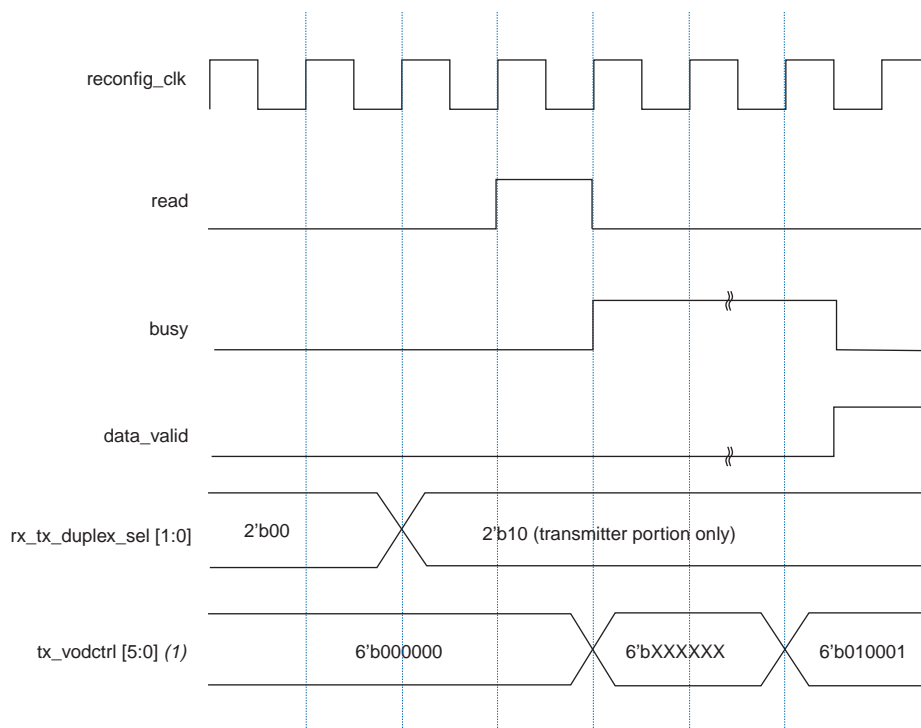 reconfig_clk
read
busy
data_valid
rx_tx_duplex_sel [1:0] 2'b00 2'b10 (transmitter portion only)
tx_vodctrl [5:0] (1) 6'b000000 6'bXXXXXX 6'b010001